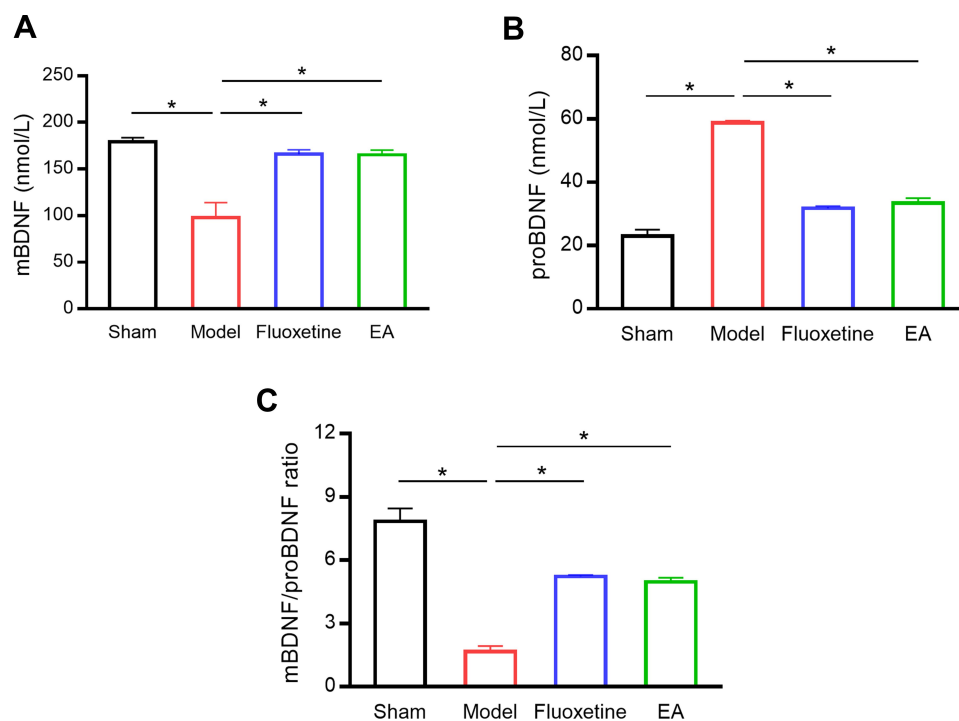 A
mBDNF (nmol/L)
250
200
150
100
50
0
*
*
*
Sham Model Fluoxetine EA
B
proBDNF (nmol/L)
80
60
40
20
0
*
*
*
Sham Model Fluoxetine EA
C
mBDNF/proBDNF ratio
12
9
6
3
0
*
*
*
Sham Model Fluoxetine EA